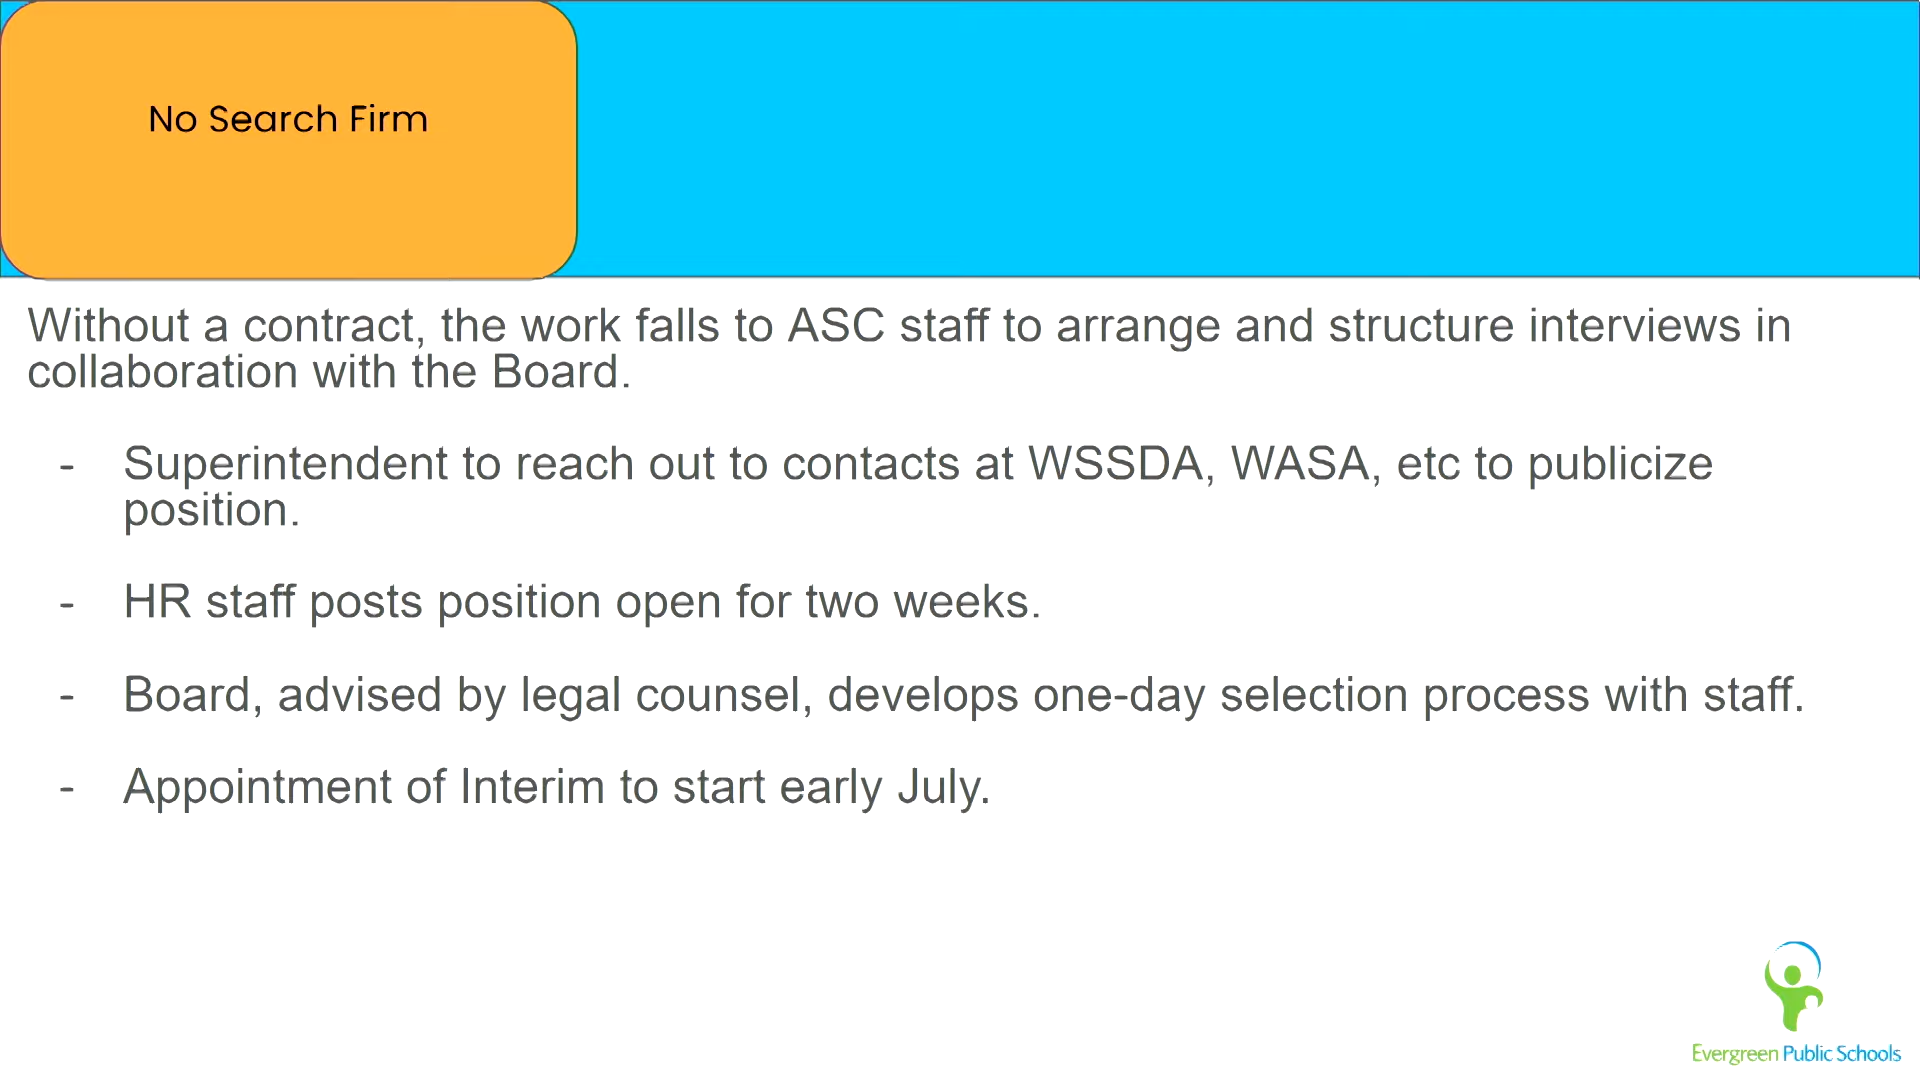 No Search Firm
Without a contract, the work falls to ASC staff to arrange and structure interviews in
collaboration with the Board.
- Superintendent to reach out to contacts at WSSDA, WASA, etc to publicize
position.
- HR staff posts position open for two weeks.
- Board, advised by legal counsel, develops one-day selection process with staff.
- Appointment of Interim to start early July.
Evergreen Public Schools